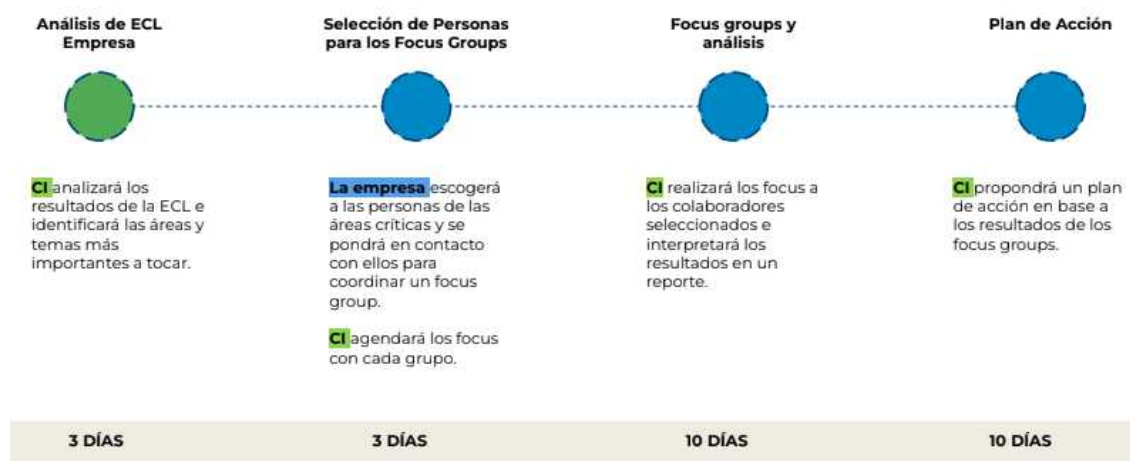 Análisis de ECL
Empresa
Selección de Personas
para los Focus Groups
Focus groups y
análisis
Plan de Acción
CI analizará los
resultados de la ECL e
identificará las áreas y
temas más
importantes a tocar.
La empresa escogerá
a las personas de las
áreas críticas y se
pondrá en contacto
con ellos para
coordinar un focus
group.
CI agendará los focus
con cada grupo.
CI realizará los focus a
los colaboradores
seleccionados e
interpretará los
resultados en un
reporte.
CI propondrá un plan
de acción en base a
los resultados de los
focus groups.
3 DÍAS
3 DÍAS
10 DÍAS
10 DÍAS